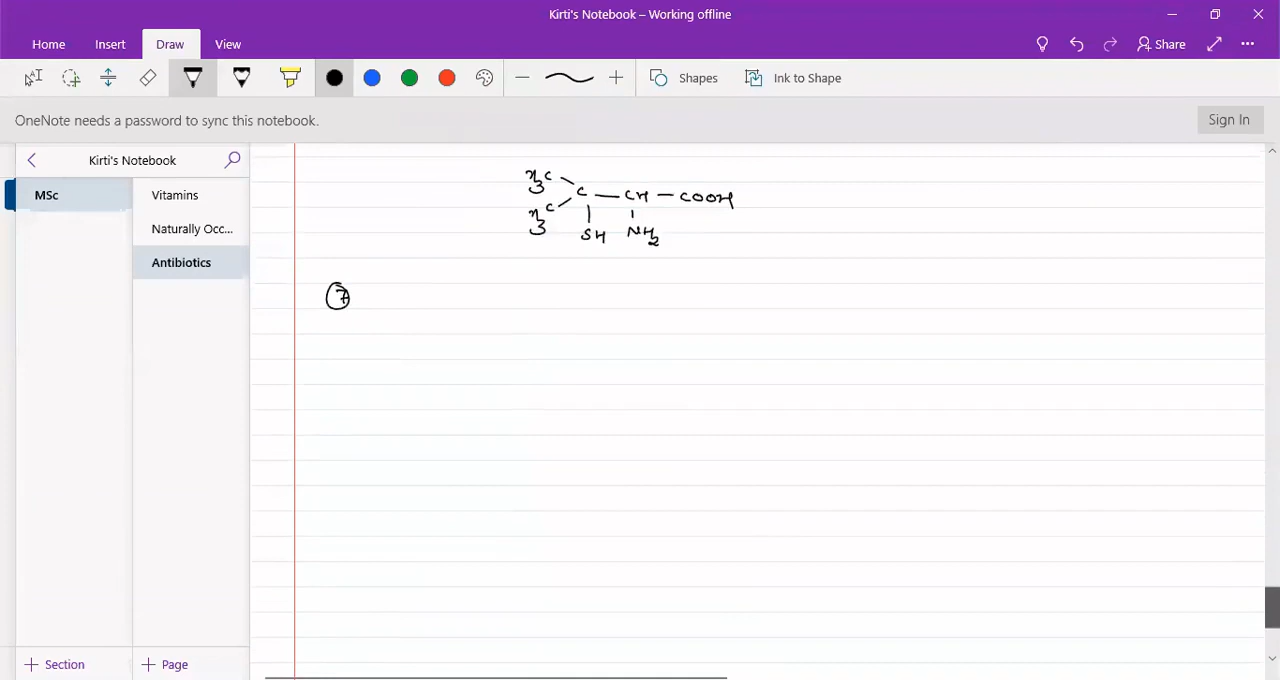 Kirti's Notebook – Working offline
Home Insert Draw View Share
Shapes Ink to Shape
OneNote needs a password to sync this notebook. Sign In
Kirti's Notebook
MSc
Vitamins
Naturally Occ...
Antibiotics
H3C
C — CH — COOH
H3C
SH NH2
7
Section
Page